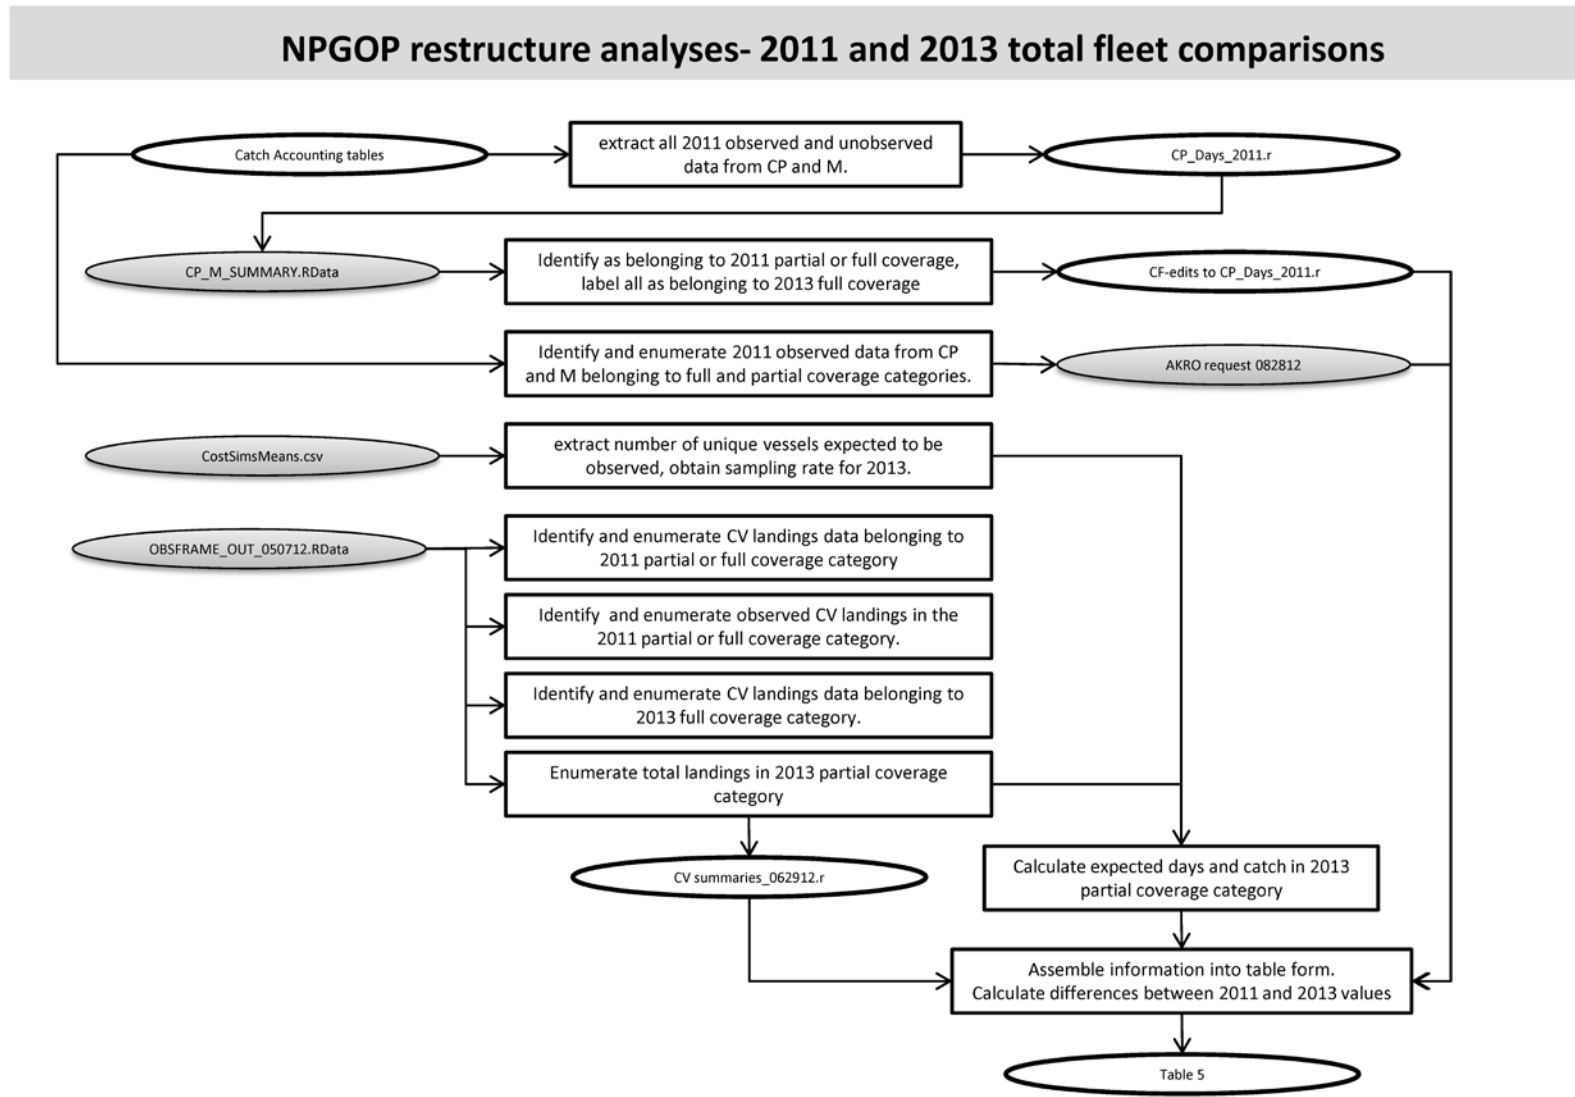 NPGOP restructure analyses- 2011 and 2013 total fleet comparisons
Catch Accounting tables
extract all 2011 observed and unobserved
data from CP and M.
CP_Days_2011.r
CP_M_SUMMARY.RData
Identify as belonging to 2011 partial or full coverage,
label all as belonging to 2013 full coverage
CF-edits to CP_Days_2011.r
Identify and enumerate 2011 observed data from CP
and M belonging to full and partial coverage categories.
AKRO request 082812
CostSimsMeans.csv
extract number of unique vessels expected to be
observed, obtain sampling rate for 2013.
OBSFRAME_OUT_050712.RData
Identify and enumerate CV landings data belonging to
2011 partial or full coverage category
Identify and enumerate observed CV landings in the
2011 partial or full coverage category.
Identify and enumerate CV landings data belonging to
2013 full coverage category.
Enumerate total landings in 2013 partial coverage
category
CV summaries_062912.r
Calculate expected days and catch in 2013
partial coverage category
Assemble information into table form.
Calculate differences between 2011 and 2013 values
Table 5